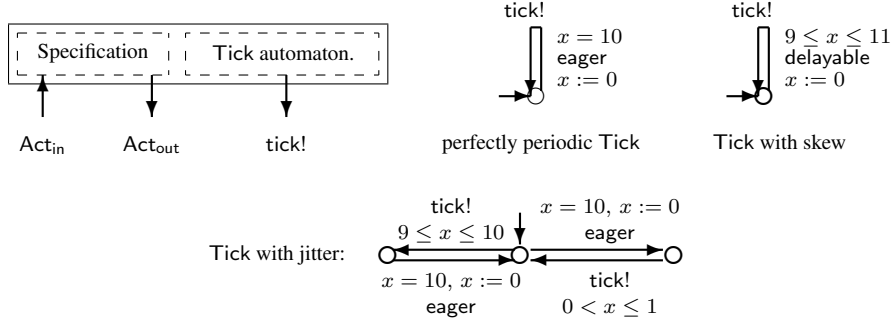 Specification
Tick automaton.
Act_in
Act_out
tick!
tick!
x = 10
eager
x := 0
perfectly periodic Tick
tick!
9 ≤ x ≤ 11
delayable
x := 0
Tick with skew
Tick with jitter:
tick!
9 ≤ x ≤ 10
x = 10, x := 0
eager
x = 10, x := 0
eager
tick!
0 < x ≤ 1